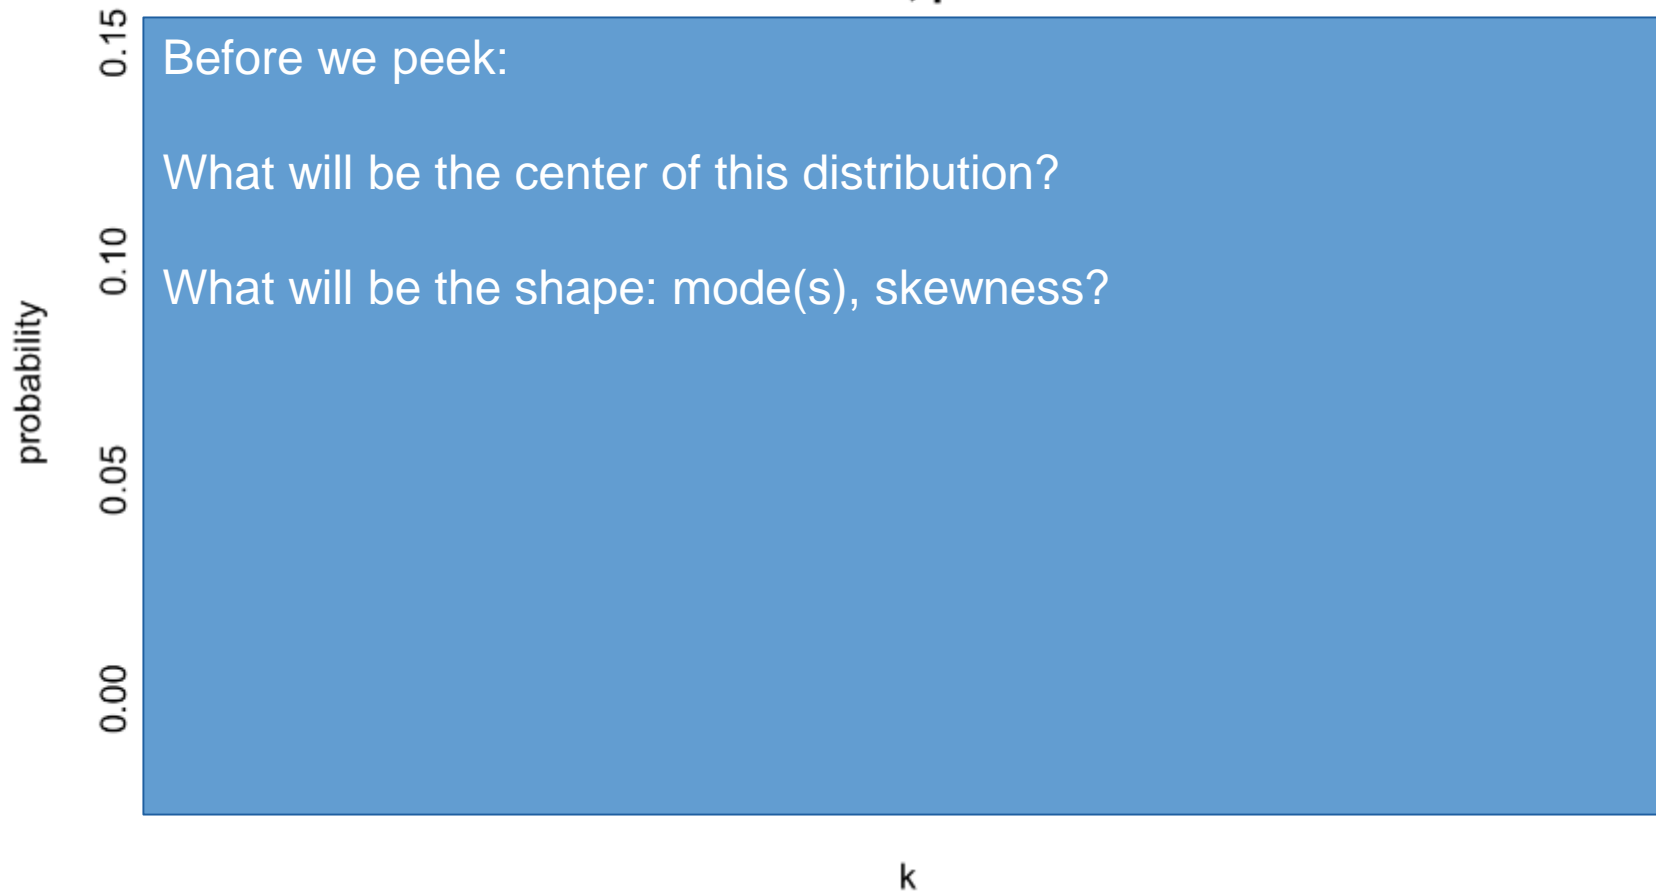 Before we peek:
What will be the center of this distribution?
What will be the shape: mode(s), skewness?
0.15
0.10
0.05
0.00
probability
k